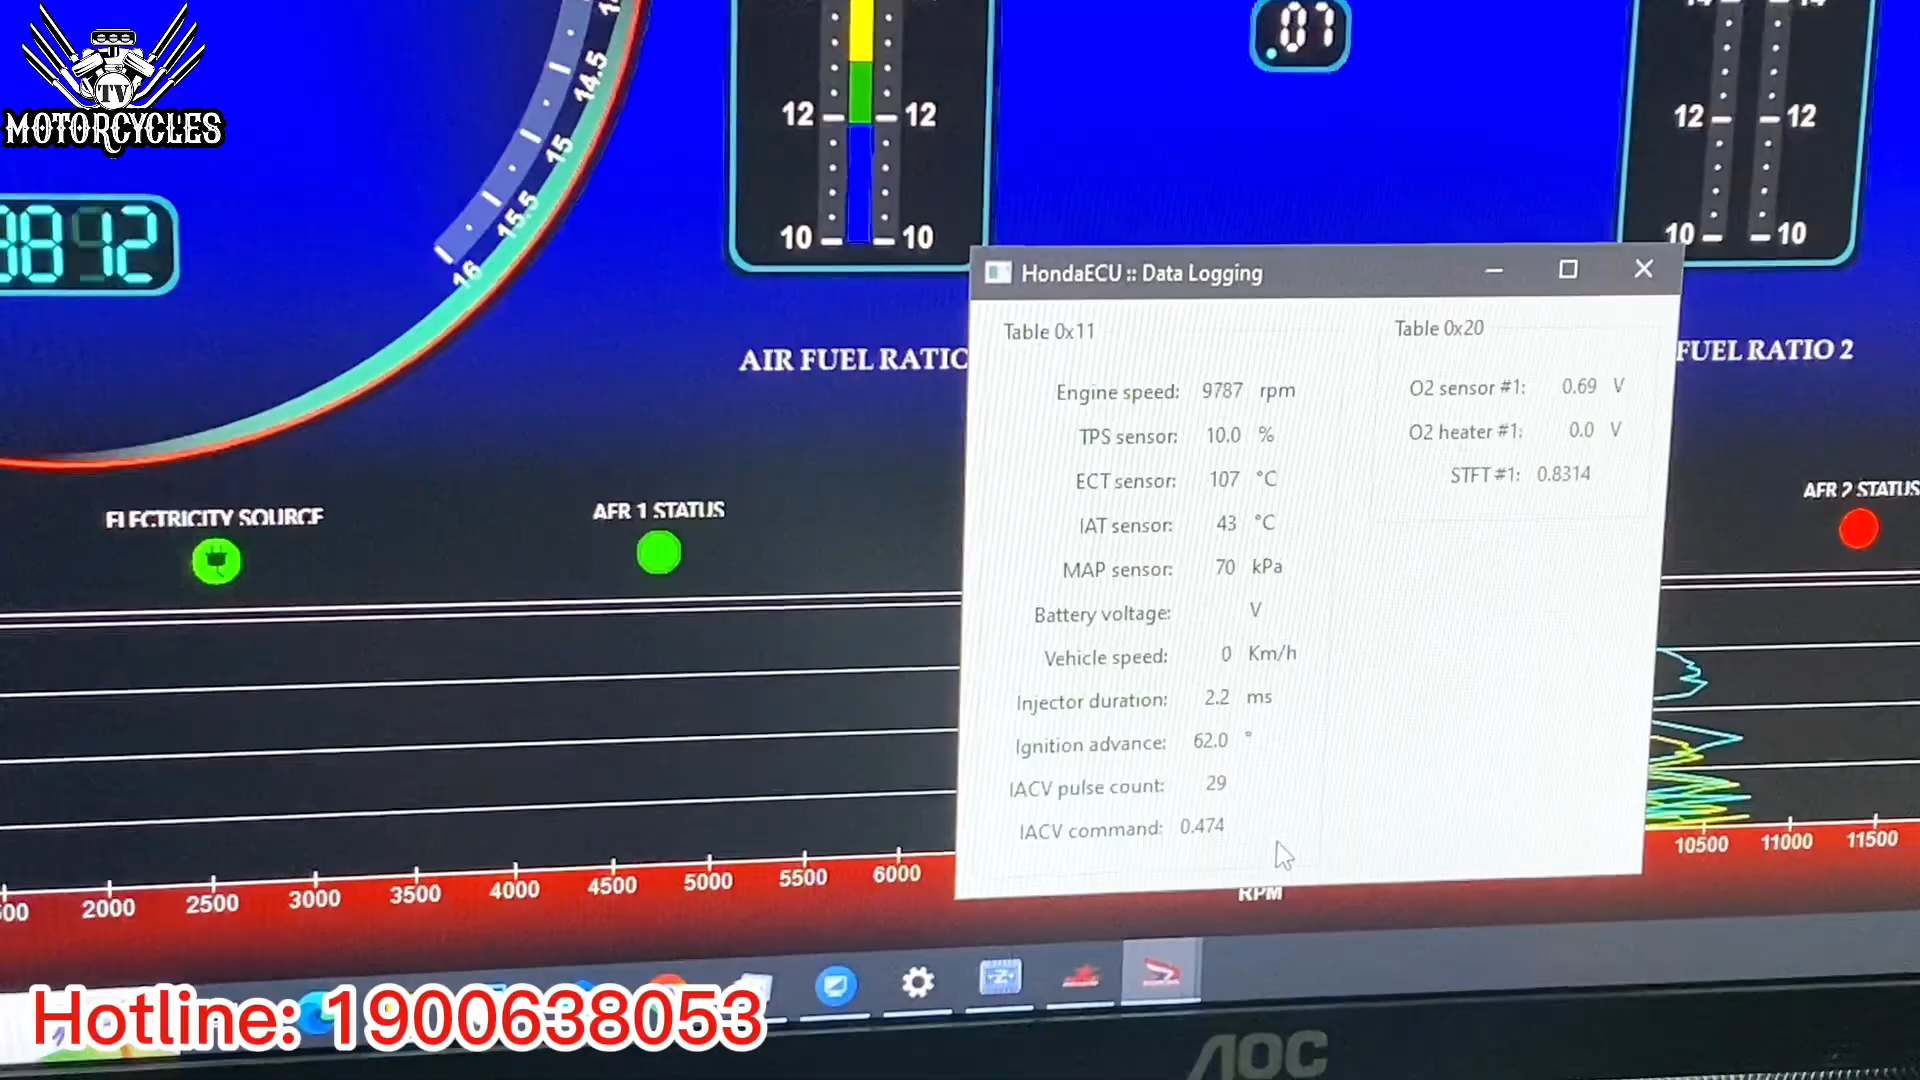 TV
MOTORCYCLES
14.5
15
15.5
16
12 12
10 10
.07
12 12
10 10
8812
AIR FUEL RATIO
FUEL RATIO 2
ELECTRICITY SOURCE
AFR 1 STATUS
AFR 2 STATUS
HondaECU :: Data Logging
Table 0x11
Engine speed: 9787 rpm
TPS sensor: 10.0 %
ECT sensor: 107 °C
IAT sensor: 43 °C
MAP sensor: 70 kPa
Battery voltage: V
Vehicle speed: 0 Km/h
Injector duration: 2.2 ms
Ignition advance: 62.0 °
IACV pulse count: 29
IACV command: 0.474
Table 0x20
O2 sensor #1: 0.69 V
O2 heater #1: 0.0 V
STFT #1: 0.8314
2000 2500 3000 3500 4000 4500 5000 5500 6000 10500 11000 11500
RPM
Hotline: 1900638053
AOC